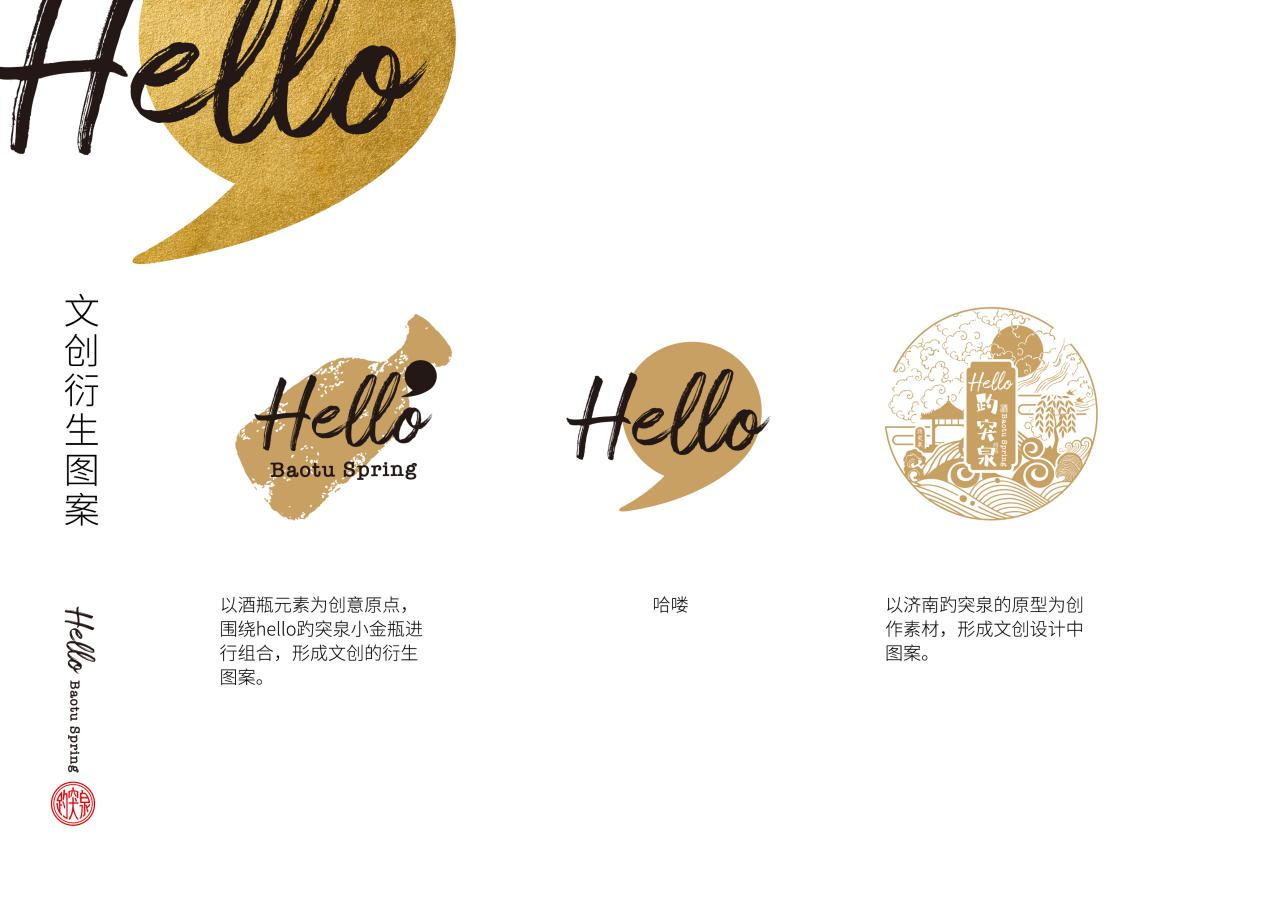 Hello
文创衍生图案
Hello Baotu Spring
趵突泉
Hello
Baotu Spring
以酒瓶元素为创意原点，
围绕hello趵突泉小金瓶进
行组合，形成文创的衍生
图案。
Hello
哈喽
Hello
趵突泉
Baotu Spring
以济南趵突泉的原型为创
作素材，形成文创设计中
图案。